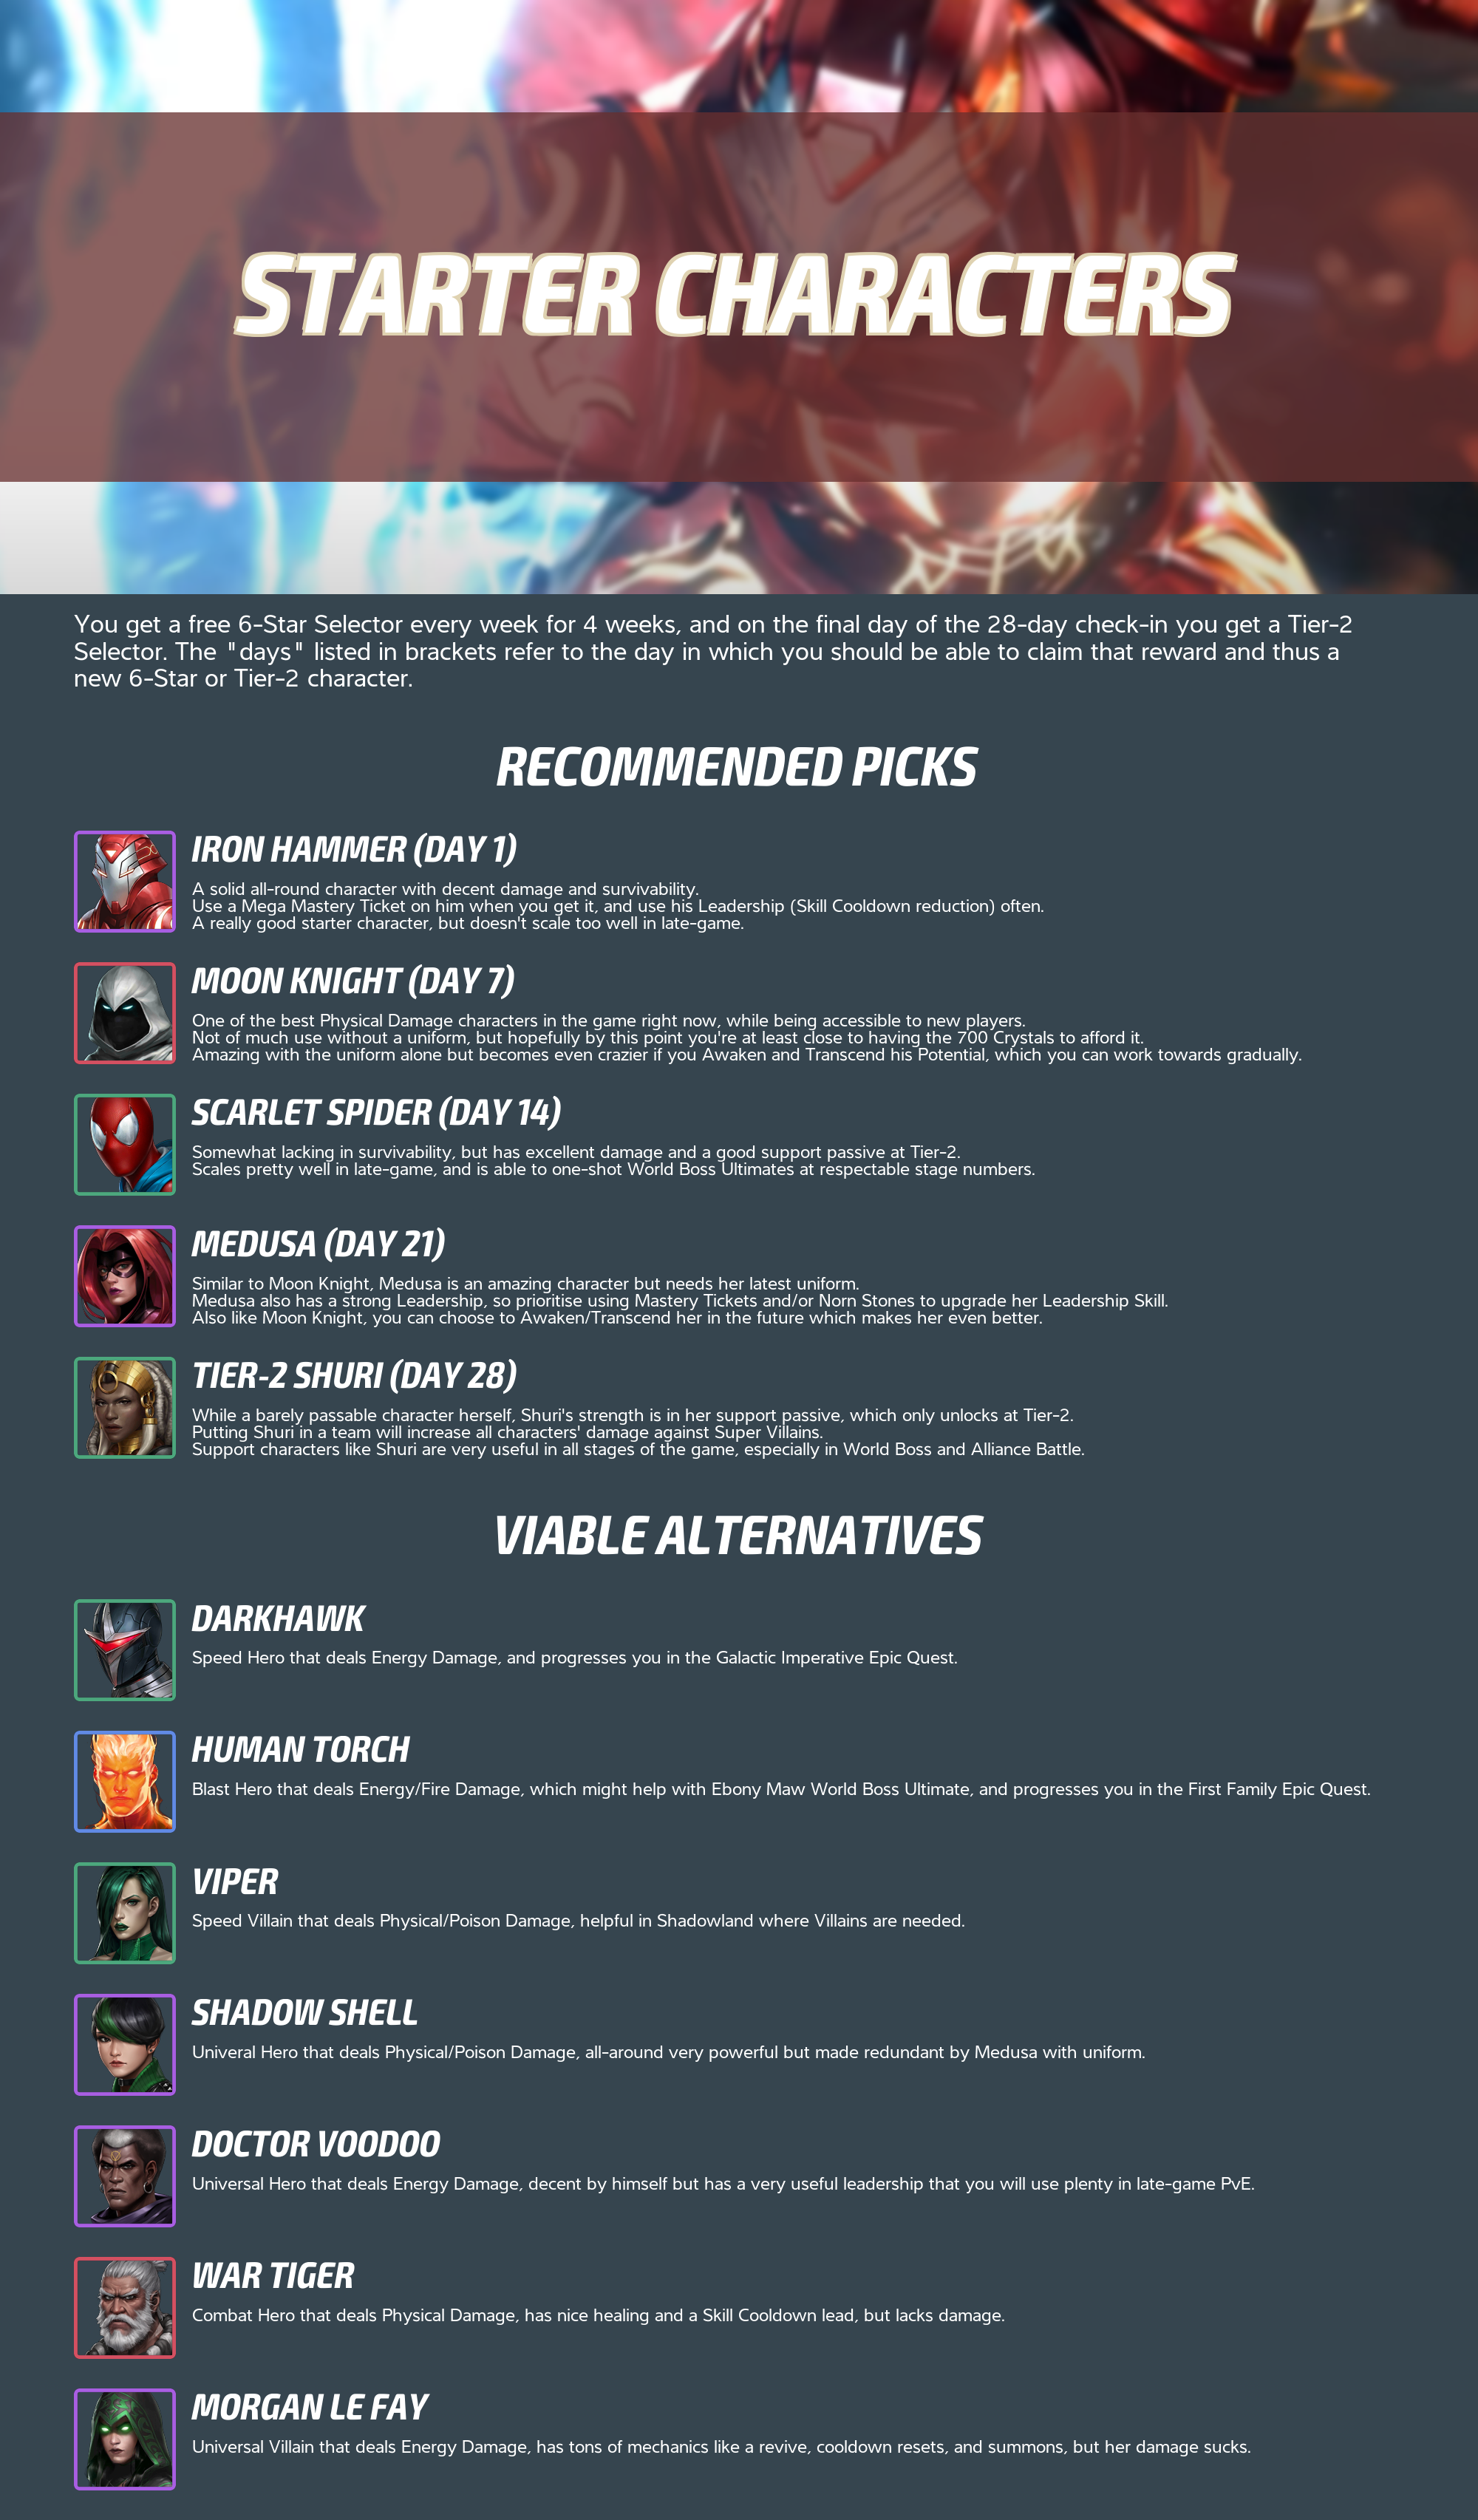 STARTER CHARACTERS
You get a free 6-Star Selector every week for 4 weeks, and on the final day of the 28-day check-in you get a Tier-2
Selector. The "days" listed in brackets refer to the day in which you should be able to claim that reward and thus a
new 6-Star or Tier-2 character.
RECOMMENDED PICKS
IRON HAMMER (DAY 1)
A solid all-round character with decent damage and survivability.
Use a Mega Mastery Ticket on him when you get it, and use his Leadership (Skill Cooldown reduction) often.
A really good starter character, but doesn't scale too well in late-game.
MOON KNIGHT (DAY 7)
One of the best Physical Damage characters in the game right now, while being accessible to new players.
Not of much use without a uniform, but hopefully by this point you're at least close to having the 700 Crystals to afford it.
Amazing with the uniform alone but becomes even crazier if you Awaken and Transcend his Potential, which you can work towards gradually.
SCARLET SPIDER (DAY 14)
Somewhat lacking in survivability, but has excellent damage and a good support passive at Tier-2.
Scales pretty well in late-game, and is able to one-shot World Boss Ultimates at respectable stage numbers.
MEDUSA (DAY 21)
Similar to Moon Knight, Medusa is an amazing character but needs her latest uniform.
Medusa also has a strong Leadership, so prioritise using Mastery Tickets and/or Norn Stones to upgrade her Leadership Skill.
Also like Moon Knight, you can choose to Awaken/Transcend her in the future which makes her even better.
TIER-2 SHURI (DAY 28)
While a barely passable character herself, Shuri's strength is in her support passive, which only unlocks at Tier-2.
Putting Shuri in a team will increase all characters' damage against Super Villains.
Support characters like Shuri are very useful in all stages of the game, especially in World Boss and Alliance Battle.
VIABLE ALTERNATIVES
DARKHAWK
Speed Hero that deals Energy Damage, and progresses you in the Galactic Imperative Epic Quest.
HUMAN TORCH
Blast Hero that deals Energy/Fire Damage, which might help with Ebony Maw World Boss Ultimate, and progresses you in the First Family Epic Quest.
VIPER
Speed Villain that deals Physical/Poison Damage, helpful in Shadowland where Villains are needed.
SHADOW SHELL
Univeral Hero that deals Physical/Poison Damage, all-around very powerful but made redundant by Medusa with uniform.
DOCTOR VOODOO
Universal Hero that deals Energy Damage, decent by himself but has a very useful leadership that you will use plenty in late-game PvE.
WAR TIGER
Combat Hero that deals Physical Damage, has nice healing and a Skill Cooldown lead, but lacks damage.
MORGAN LE FAY
Universal Villain that deals Energy Damage, has tons of mechanics like a revive, cooldown resets, and summons, but her damage sucks.